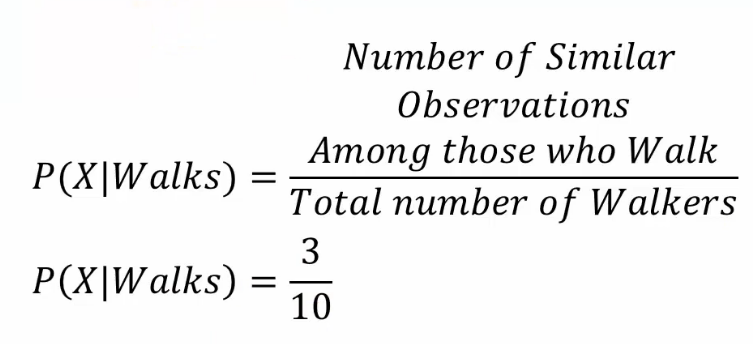 Number of Similar
Observations
Among those who Walk
P(X|Walks) = 
Total number of Walkers
3
P(X|Walks) = 
10